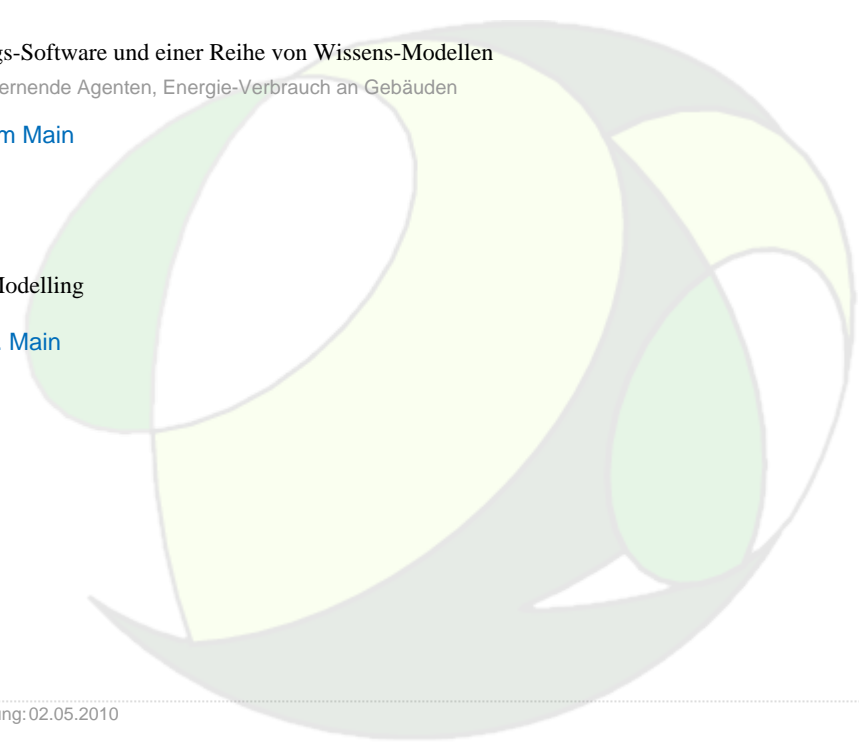 gs-Software und einer Reihe von Wissens-Modellen
ernende Agenten, Energie-Verbrauch an Gebäuden
m Main
Modelling
Main
ung: 02.05.2010